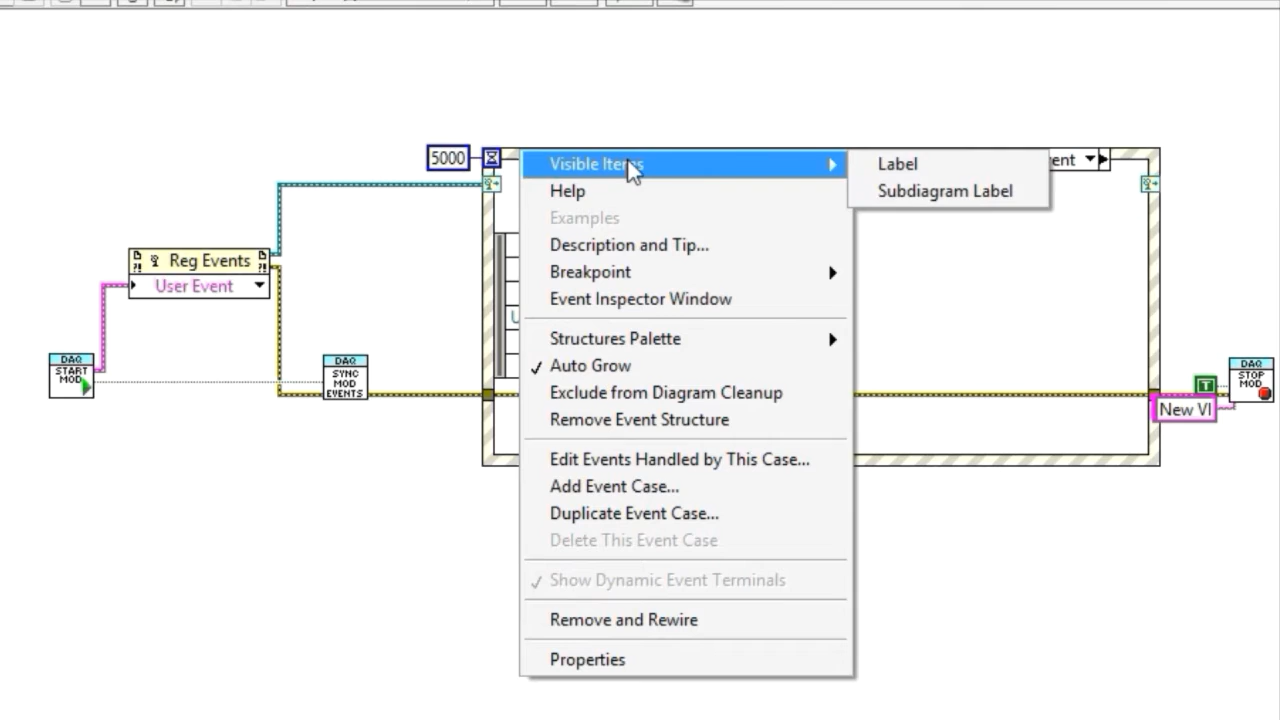 5000
Visible Items
Label
ent
Help
Subdiagram Label
Examples
Description and Tip...
Breakpoint
Event Inspector Window
Structures Palette
Auto Grow
Exclude from Diagram Cleanup
Remove Event Structure
Edit Events Handled by This Case...
Add Event Case...
Duplicate Event Case...
Delete This Event Case
Show Dynamic Event Terminals
Remove and Rewire
Properties
Reg Events
User Event
DAQ
START
MOD
DAQ
SYNC
MOD
EVENTS
U
T
New VI
DAQ
STOP
MOD